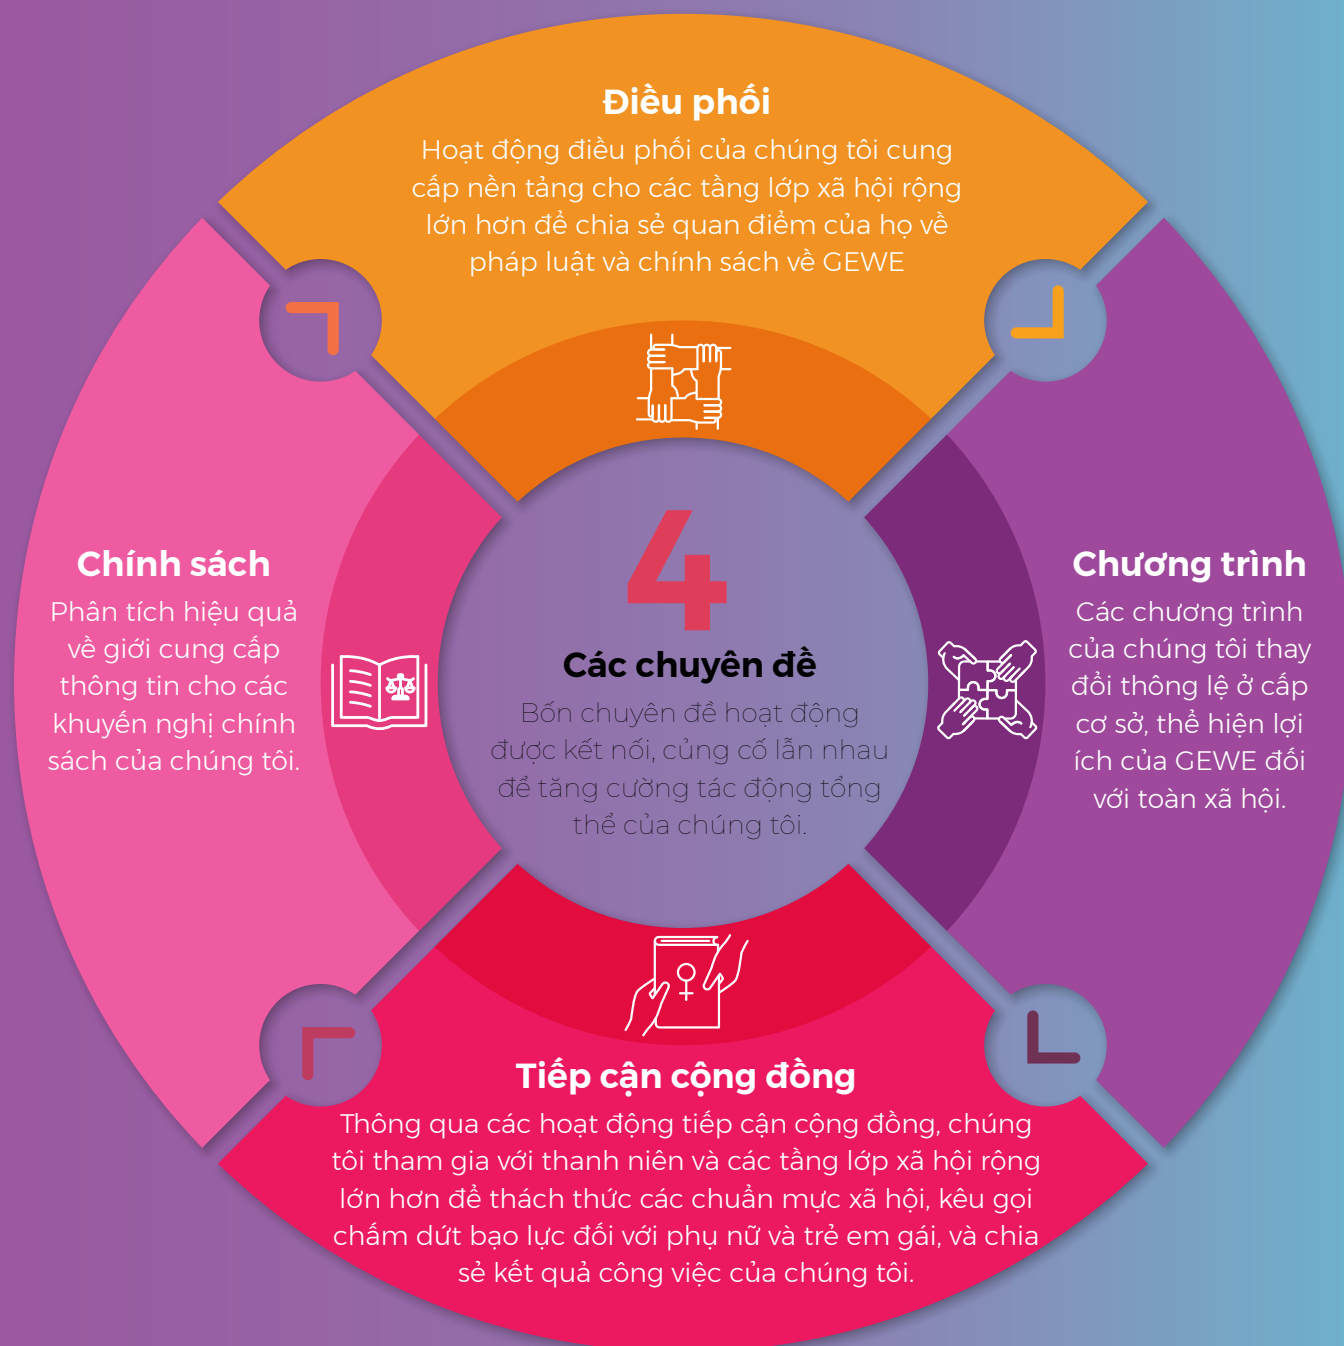 Điều phối
Hoạt động điều phối của chúng tôi cung
cấp nền tảng cho các tầng lớp xã hội rộng
lớn hơn để chia sẻ quan điểm của họ về
pháp luật và chính sách về GEWE
Chính sách
Phân tích hiệu quả
về giới cung cấp
thông tin cho các
khuyến nghị chính
sách của chúng tôi.
4
Các chuyên đề
Bốn chuyên đề hoạt động
được kết nối, củng cố lẫn nhau
để tăng cường tác động tổng
thể của chúng tôi.
Chương trình
Các chương trình
của chúng tôi thay
đổi thông lệ ở cấp
cơ sở, thể hiện lợi
ích của GEWE đối
với toàn xã hội.
Tiếp cận cộng đồng
Thông qua các hoạt động tiếp cận cộng đồng, chúng
tôi tham gia với thanh niên và các tầng lớp xã hội rộng
lớn hơn để thách thức các chuẩn mực xã hội, kêu gọi
chấm dứt bạo lực đối với phụ nữ và trẻ em gái, và chia
sẻ kết quả công việc của chúng tôi.